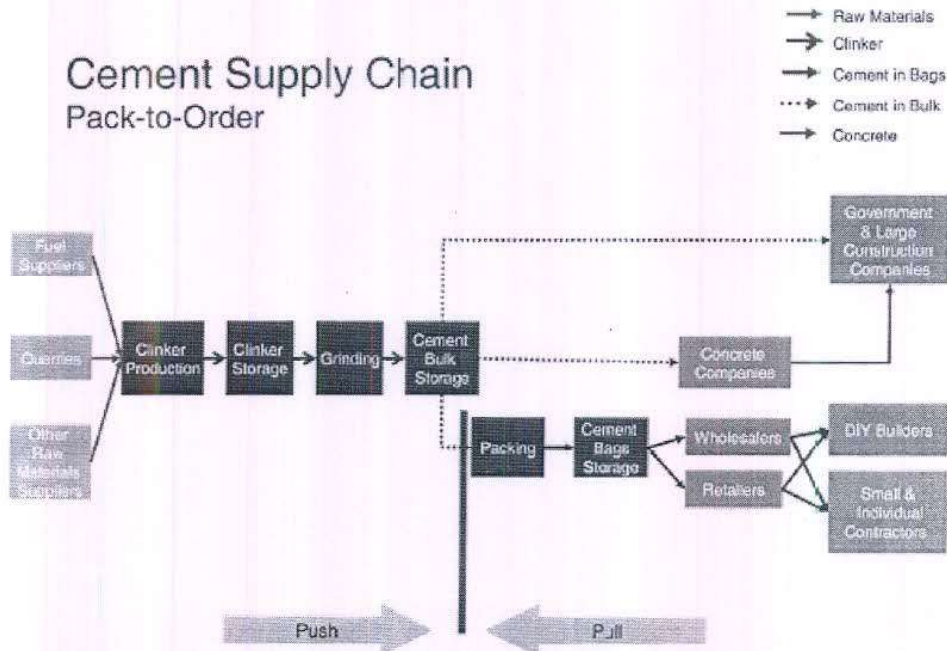 Raw Materials
Clinker
Cement in Bags
Cement in Bulk
Concrete
Cement Supply Chain
Pack-to-Order
Government
& Large
Construction
Companies
Fuel
Suppliers
Quarries
Clinker
Production
Clinker
Storage
Grinding
Cement
Bulk
Storage
Concrete
Companies
Other
Raw
Materials
Suppliers
Packing
Cement
Bags
Storage
Wholesalers
Retailers
DIY Builders
Small &
Individual
Contractors
Push
Pull